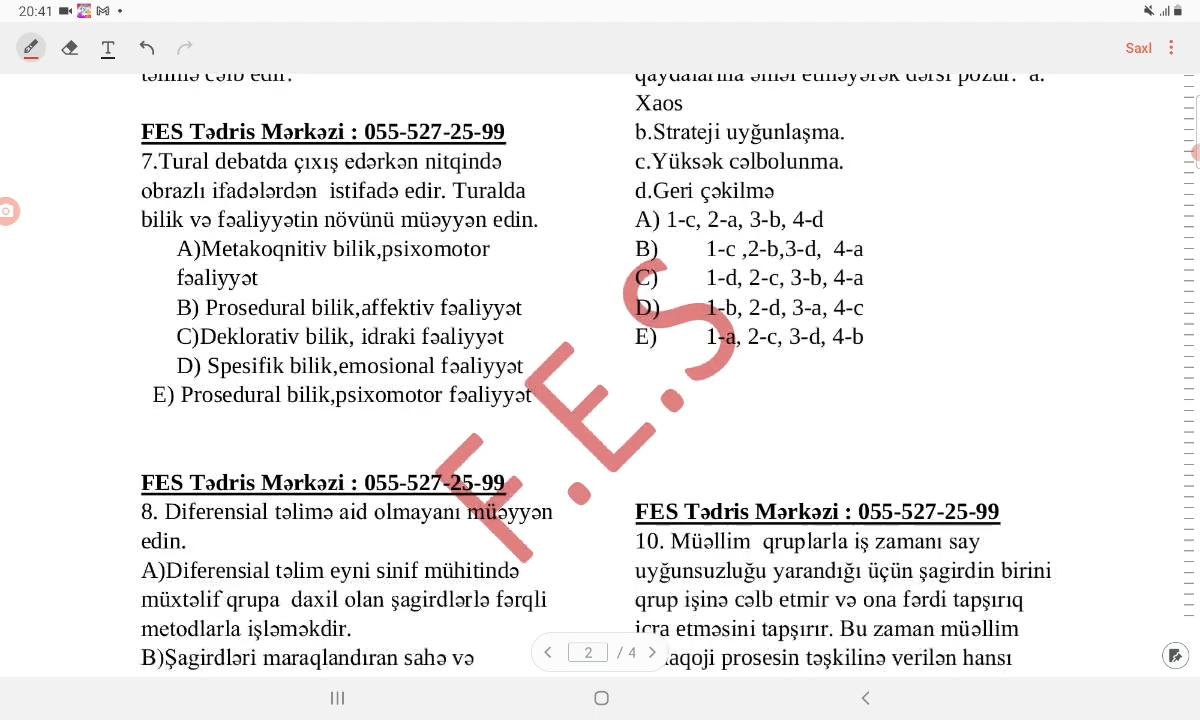 20:41
Saxl
təlimə cəlb edir.
FES Tədris Mərkəzi : 055-527-25-99
7.Tural debatda çıxış edərkən nitqində
obrazlı ifadələrdən istifadə edir. Turalda
bilik və fəaliyyətin növünü müəyyən edin.
A)Metakoqnitiv bilik,psixomotor
fəaliyyət
B) Prosedural bilik,affektiv fəaliyyət
C)Deklorativ bilik, idraki fəaliyyət
D) Spesifik bilik,emosional fəaliyyət
E) Prosedural bilik,psixomotor fəaliyyət
FES Tədris Mərkəzi : 055-527-25-99
8. Diferensial təlimə aid olmayanı müəyyən
edin.
A)Diferensial təlim eyni sinif mühitində
müxtəlif qrupa daxil olan şagirdlərlə fərqli
metodlarla işləməkdir.
B)Şagirdləri maraqlandıran sahə və
qaydalarına əməl etməyərək dərsi pozur. a.
Xaos
b.Strateji uyğunlaşma.
c.Yüksək cəlbolunma.
d.Geri çəkilmə
A) 1-c, 2-a, 3-b, 4-d
B) 1-c ,2-b,3-d, 4-a
C) 1-d, 2-c, 3-b, 4-a
D) 1-b, 2-d, 3-a, 4-c
E) 1-a, 2-c, 3-d, 4-b
FES Tədris Mərkəzi : 055-527-25-99
10. Müəllim qruplarla iş zamanı say
uyğunsuzluğu yarandığı üçün şagirdin birini
qrup işinə cəlb etmir və ona fərdi tapşırıq
icra etməsini tapşırır. Bu zaman müəllim
prosesin təşkilinə verilən hansı
F.E.S
2 / 4